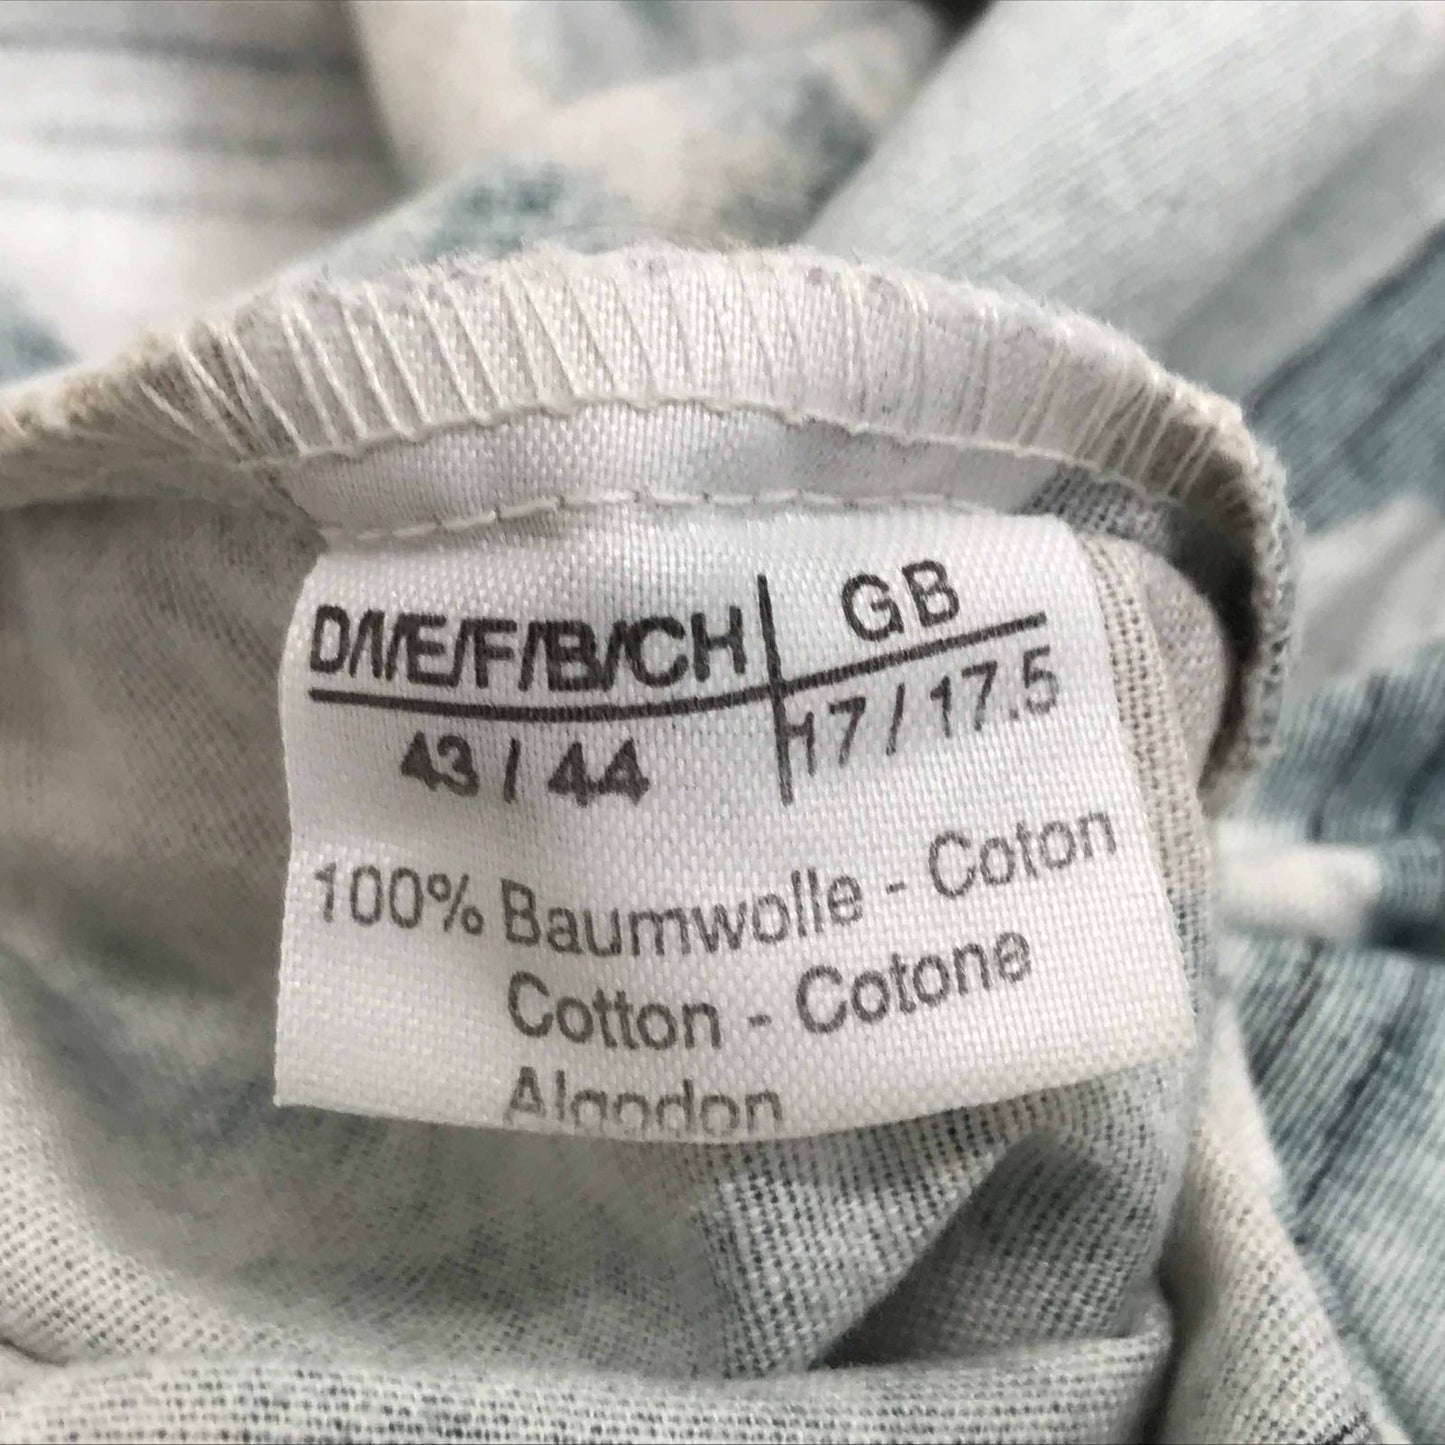 D/I/E/F/B/CH GB
43 / 44 17 / 17.5
100% Baumwolle - Coton
Cotton - Cotone
Algodon